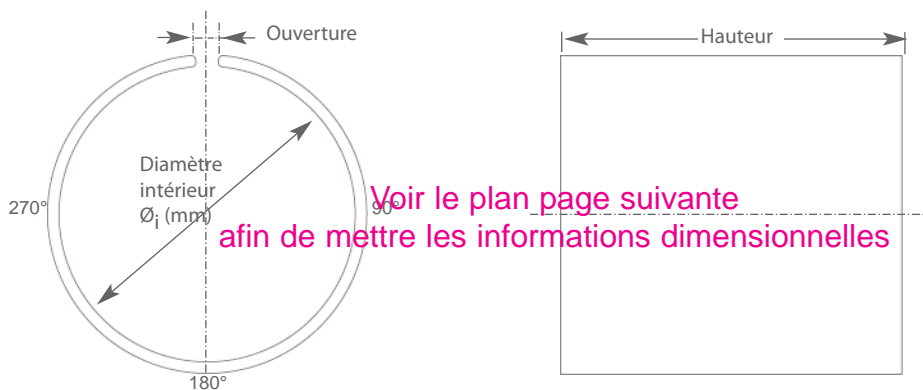 Ouverture
Hauteur
Diamètre
intérieur
Øi (mm)
270°
90°
Voir le plan page suivante
afin de mettre les informations dimensionnelles
180°